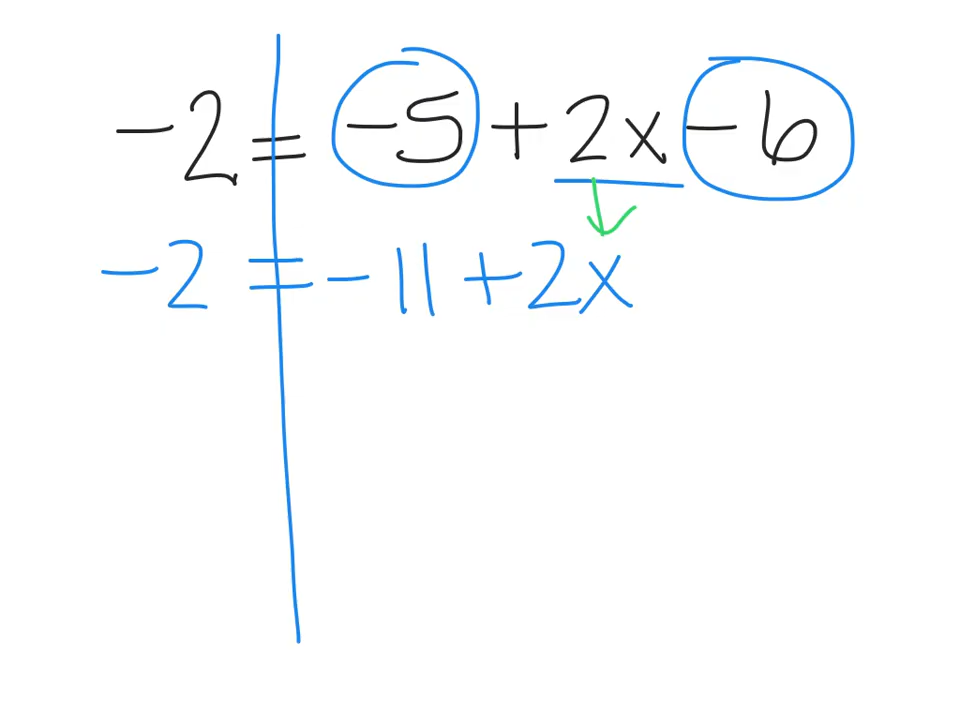 -2 = -5 + 2x - 6
-2 = -11 + 2x